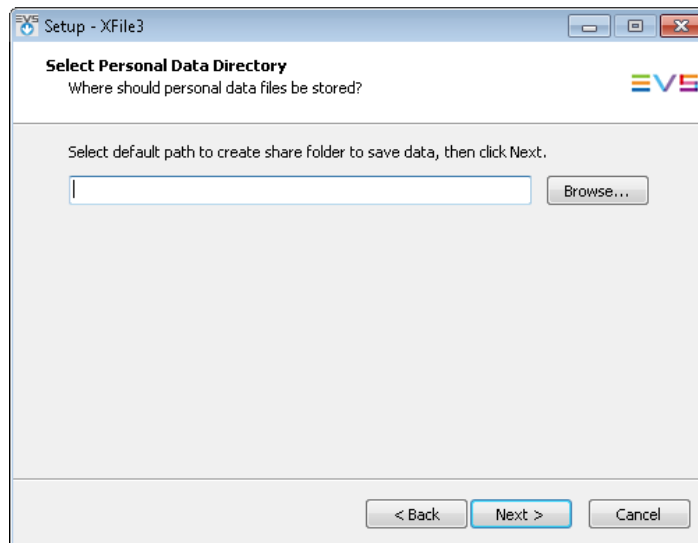 EVS
Setup - XFile3
Select Personal Data Directory
Where should personal data files be stored?
EVS
Select default path to create share folder to save data, then click Next.
Browse...
< Back
Next >
Cancel